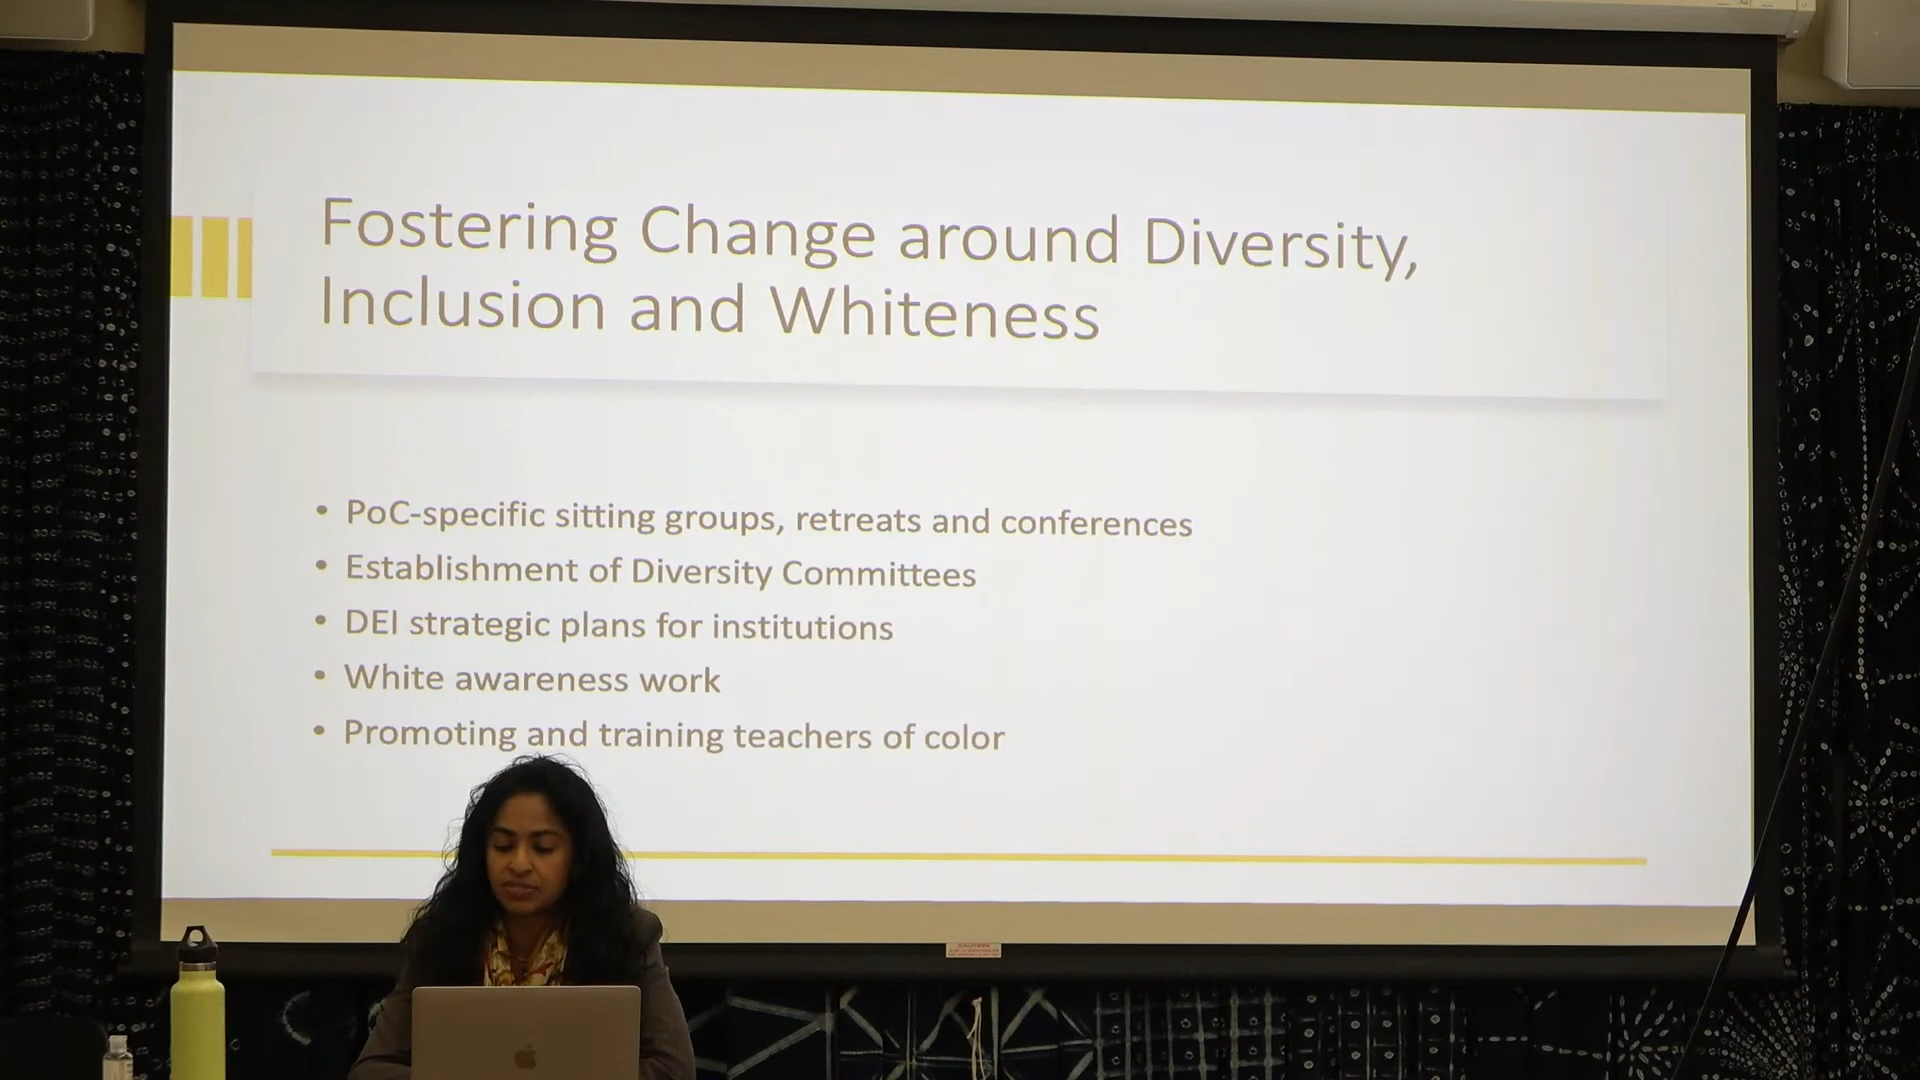 Fostering Change around Diversity,
Inclusion and Whiteness
• PoC-specific sitting groups, retreats and conferences
• Establishment of Diversity Committees
• DEI strategic plans for institutions
• White awareness work
• Promoting and training teachers of color
CAUTION